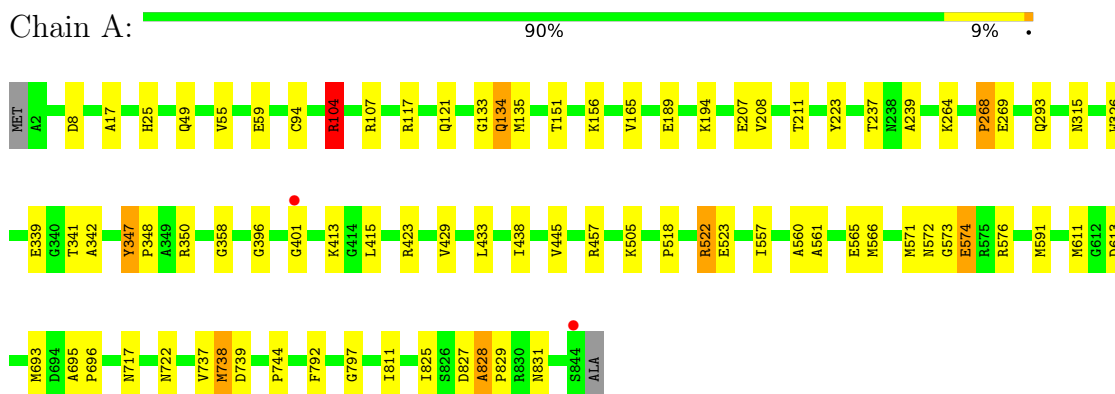 Chain A:
90% 9% •
MET A2 D8 A17 H25 Q49 V55 E59 C94 R104 R107 R117 Q121 G133 Q134 M135 T151 K156 V165 E189 K194 E207 V208 T211 Y223 T237 N238 A239 K264 P268 E269 Q293 N315
E339 G340 T341 A342 Y347 P348 A349 R350 G358 G396 G401 K413 G414 L415 R423 V429 L433 I438 V445 R457 K505 P518 R522 E523 I557 A560 A561 E565 M566 M571 N572 G573 E574 R575 R576 M591 M611 G612
M693 D694 A695 P696 N717 N722 V737 M738 D739 P744 F792 G797 I811 I825 S826 D827 A828 P829 R830 N831 S844 ALA